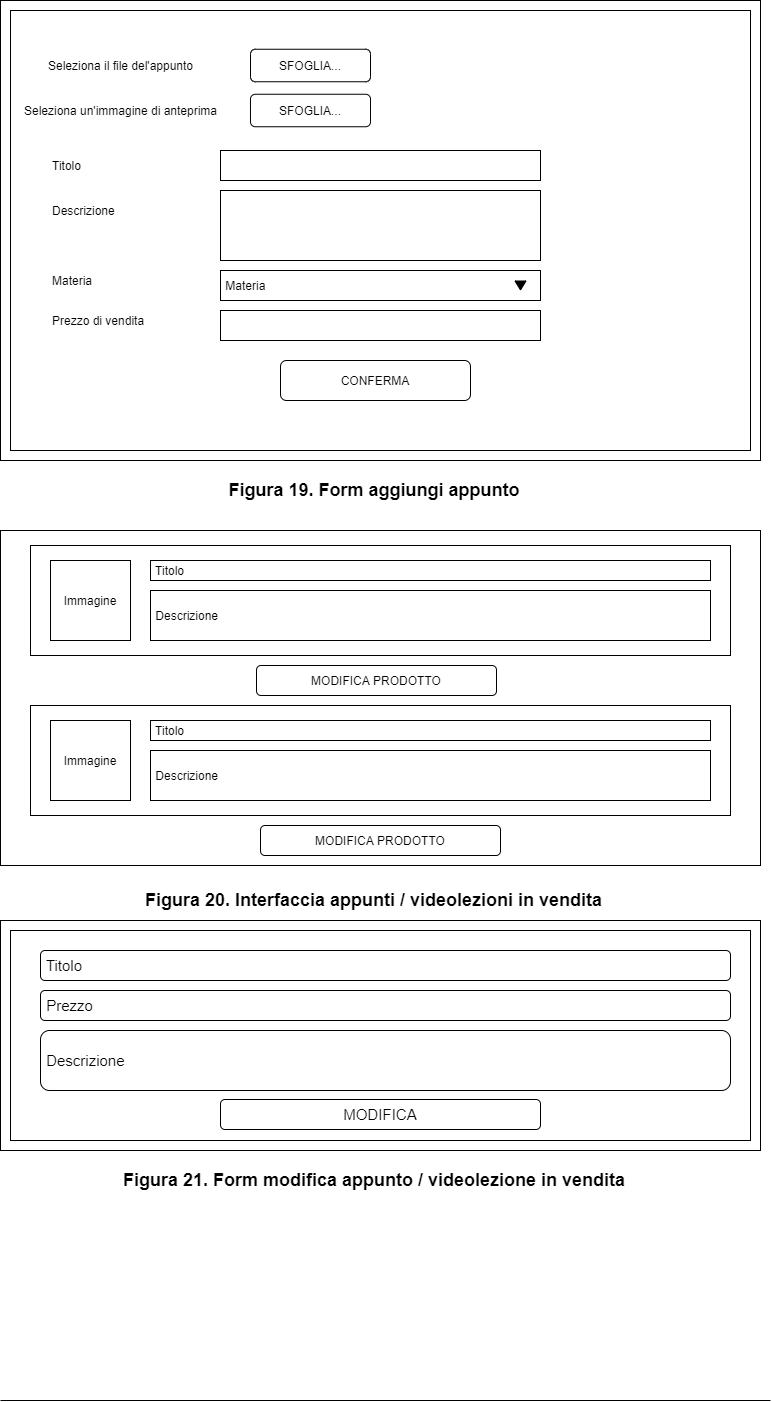 Seleziona il file del'appunto
SFOGLIA...
Seleziona un'immagine di anteprima
SFOGLIA...
Titolo
Descrizione
Materia
Materia
Prezzo di vendita
CONFERMA
Figura 19. Form aggiungi appunto
Immagine
Titolo
Descrizione
MODIFICA PRODOTTO
Immagine
Titolo
Descrizione
MODIFICA PRODOTTO
Figura 20. Interfaccia appunti / videolezioni in vendita
Titolo
Prezzo
Descrizione
MODIFICA
Figura 21. Form modifica appunto / videolezione in vendita